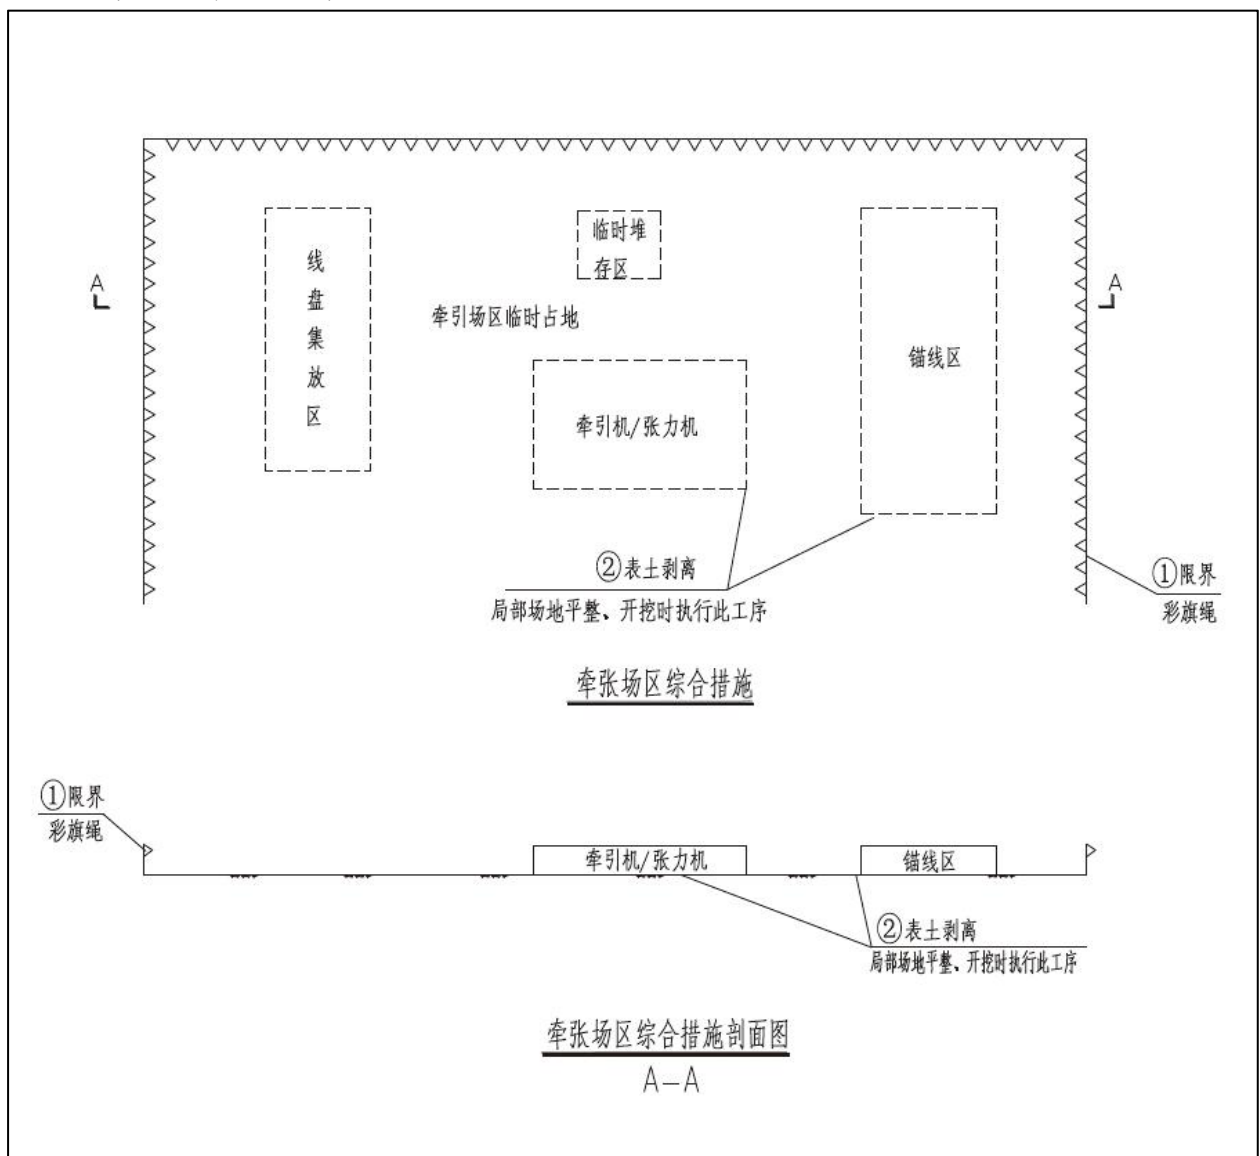 临时堆
存区
线
盘
集
放
区
A
A
牵引场区临时占地
锚线区
牵引机/张力机
②表土剥离
局部场地平整、开挖时执行此工序
①限界
彩旗绳
牵张场区综合措施
①限界
彩旗绳
牵引机/张力机
锚线区
②表土剥离
局部场地平整、开挖时执行此工序
牵张场区综合措施剖面图
A-A